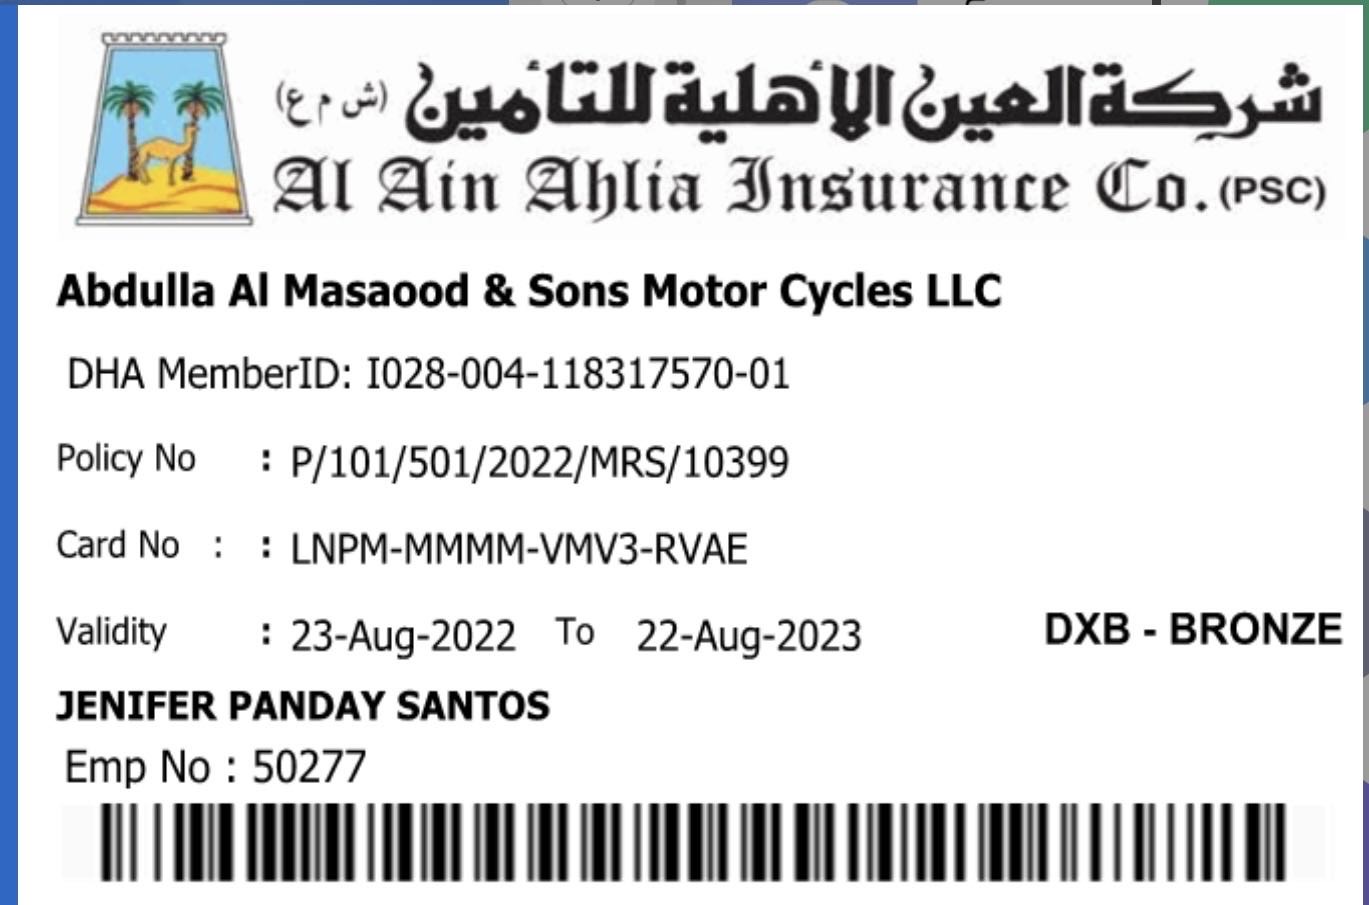 شركة العين الأهلية للتأمين (ش م ع)
Al Ain Ahlia Insurance Co. (PSC)
Abdulla Al Masaood & Sons Motor Cycles LLC
DHA MemberID: I028-004-118317570-01
Policy No : P/101/501/2022/MRS/10399
Card No : : LNPM-MMMM-VMV3-RVAE
Validity : 23-Aug-2022 To 22-Aug-2023 DXB - BRONZE
JENIFER PANDAY SANTOS
Emp No : 50277